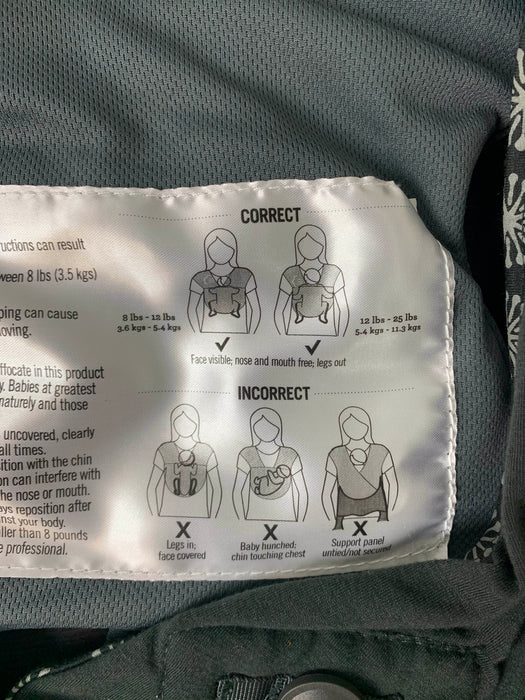 CORRECT
uctions can result
ween 8 lbs (3.5 kgs)
ping can cause
oving.
8 lbs - 12 lbs
3.6 kgs - 5.4 kgs
12 lbs - 25 lbs
5.4 kgs - 11.3 kgs
Face visible; nose and mouth free; legs out
ffocate in this product
y. Babies at greatest
naturely and those
INCORRECT
uncovered, clearly
all times.
ition with the chin
on can interfere with
he nose or mouth.
ays reposition after
nst your body.
ller than 8 pounds
e professional.
X
Legs in;
face covered
X
Baby hunched;
chin touching chest
X
Support panel
untied/not secured